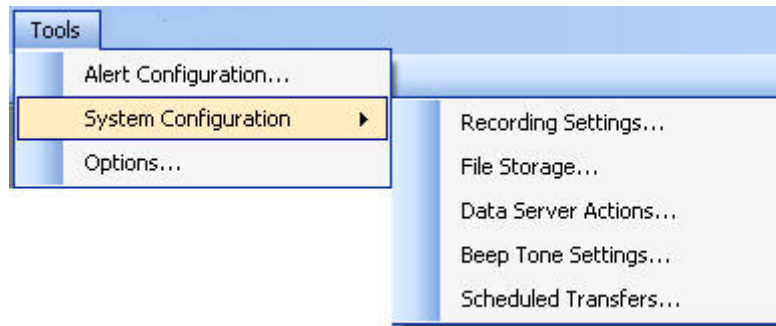 Tools
Alert Configuration...
System Configuration
Options...
Recording Settings...
File Storage...
Data Server Actions...
Beep Tone Settings...
Scheduled Transfers...